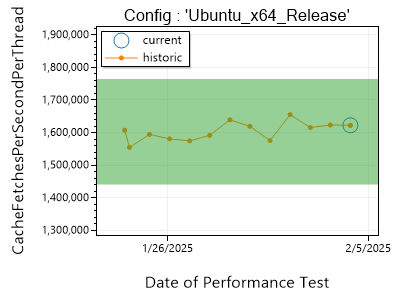 Config : 'Ubuntu_x64_Release'
CacheFetchesPerSecondPerThread
1,900,000
1,800,000
1,700,000
1,600,000
1,500,000
1,400,000
1,300,000
current
historic
1/26/2025
2/5/2025
Date of Performance Test